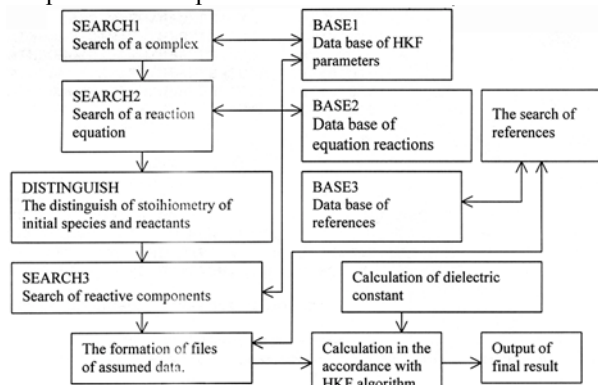 SEARCH1
Search of a complex
BASE1
Data base of HKF
parameters
SEARCH2
Search of a reaction
equation
BASE2
Data base of
equation reactions
The search of
references
DISTINGUISH
The distinguish of stoihiometry of
initial species and reactants
BASE3
Data base of
references
SEARCH3
Search of reactive components
Calculation of dielectric
constant
The formation of files
of assumed data.
Calculation in the
accordance with
HKF algorithm
Output of
final result